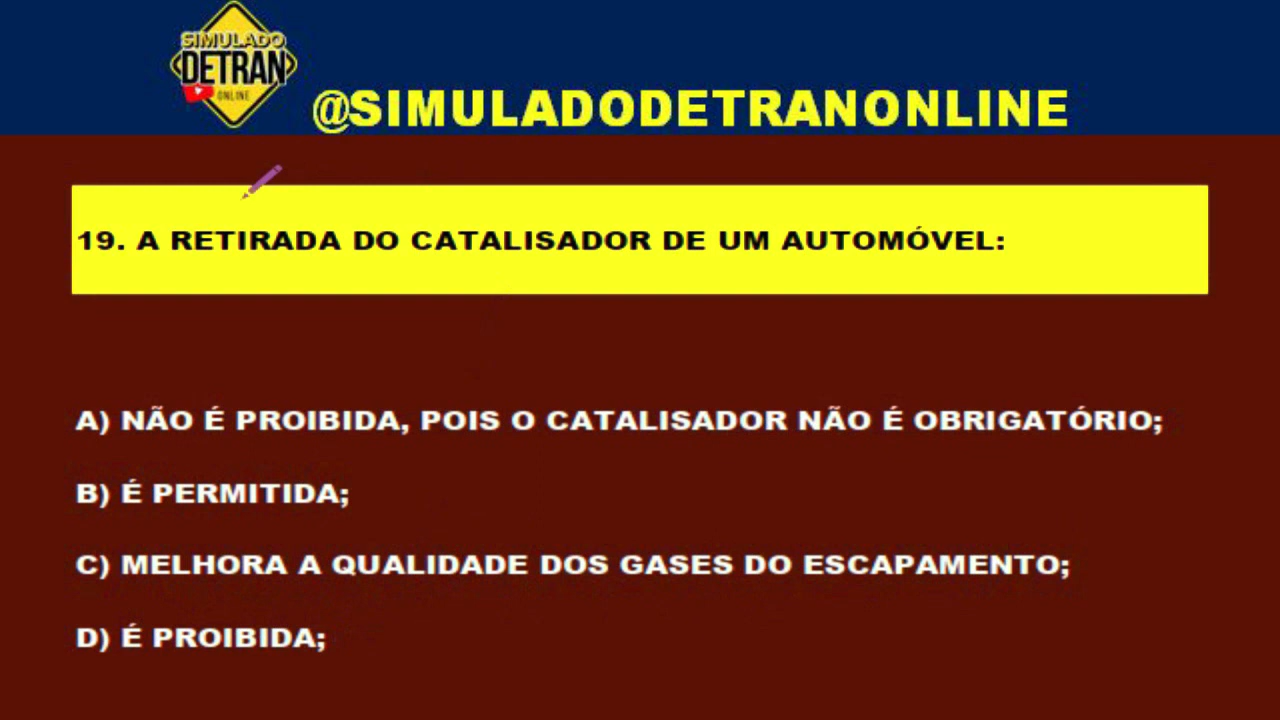 SIMULADO
DETRAN
ONLINE
@SIMULADODETRANONLINE
19. A RETIRADA DO CATALISADOR DE UM AUTOMÓVEL:
A) NÃO É PROIBIDA, POIS O CATALISADOR NÃO É OBRIGATÓRIO;
B) É PERMITIDA;
C) MELHORA A QUALIDADE DOS GASES DO ESCAPAMENTO;
D) É PROIBIDA;